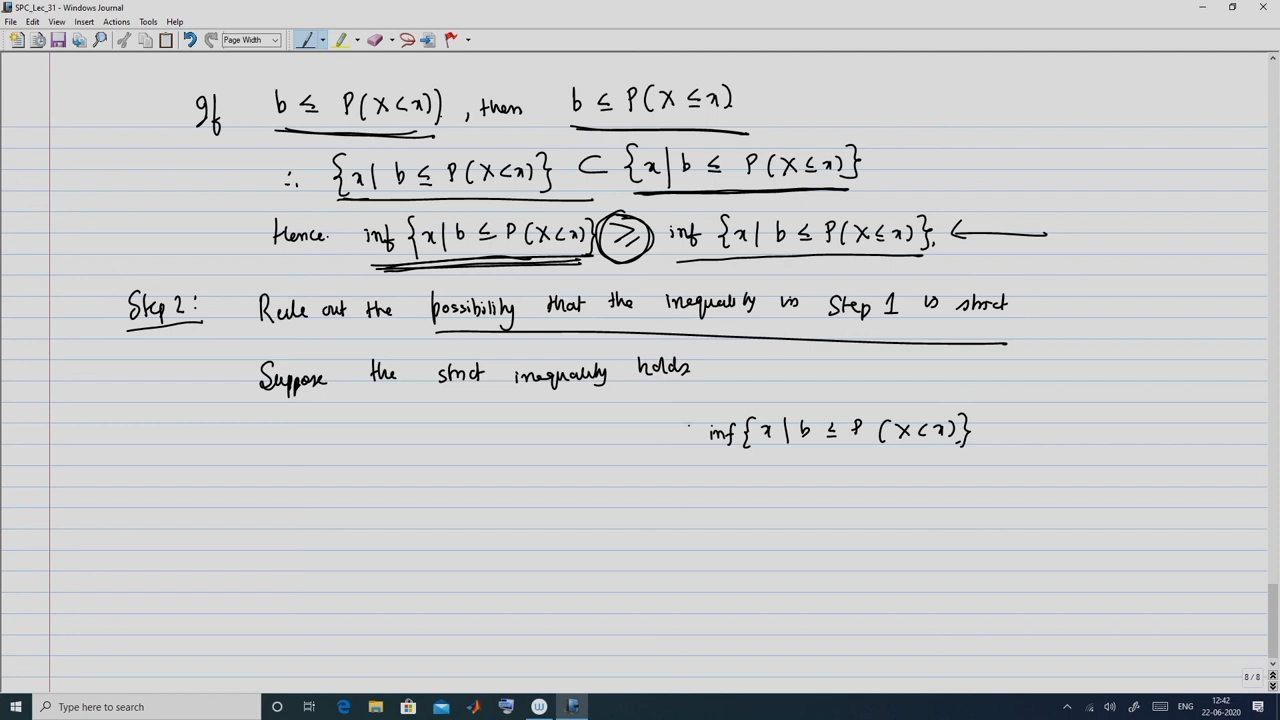 SPC_Lec_31 - Windows Journal
File Edit View Insert Actions Tools Help
Page Width
If b ≤ P(X<x), then b ≤ P(X ≤ x)
∴ {x| b ≤ P(X<x)} ⊂ {x| b ≤ P(X≤x)}
Hence. inf {x| b ≤ P(X<x)} ≥ inf {x| b ≤ P(X≤x)}. ←
Step 2: Rule out the possibility that the inequality in Step 1 is strict
Suppose the strict inequality holds
inf{x| b ≤ P (X<x)}
8 / 8
Type here to search
ENG
12:42
22-06-2020